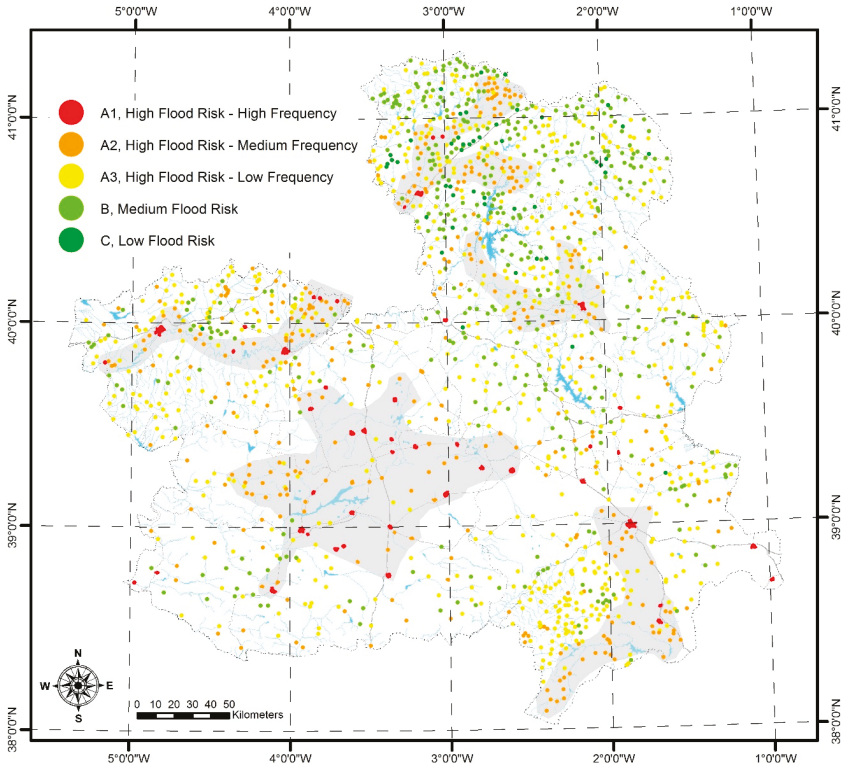 5°0'0"W 4°0'0"W 3°0'0"W 2°0'0"W 1°0'0"W
41°0'0"N 41°0'0"N
A1, High Flood Risk - High Frequency
A2, High Flood Risk - Medium Frequency
A3, High Flood Risk - Low Frequency
B, Medium Flood Risk
C, Low Flood Risk
40°0'0"N 40°0'0"N
39°0'0"N 39°0'0"N
N
W E
S
0 10 20 30 40 50
Kilometers
38°0'0"N 38°0'0"N
5°0'0"W 4°0'0"W 3°0'0"W 2°0'0"W 1°0'0"W